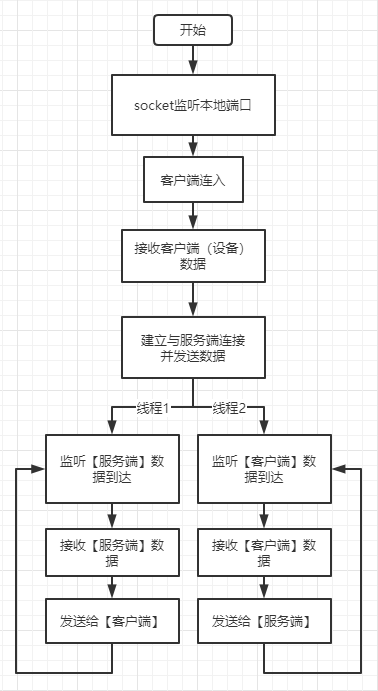 开始
socket监听本地端口
客户端连入
接收客户端（设备）
数据
建立与服务端连接
并发送数据
线程1
线程2
监听【服务端】数
据到达
监听【客户端】数
据到达
接收【服务端】数
据
接收【客户端】数
据
发送给【客户端】
发送给【服务端】